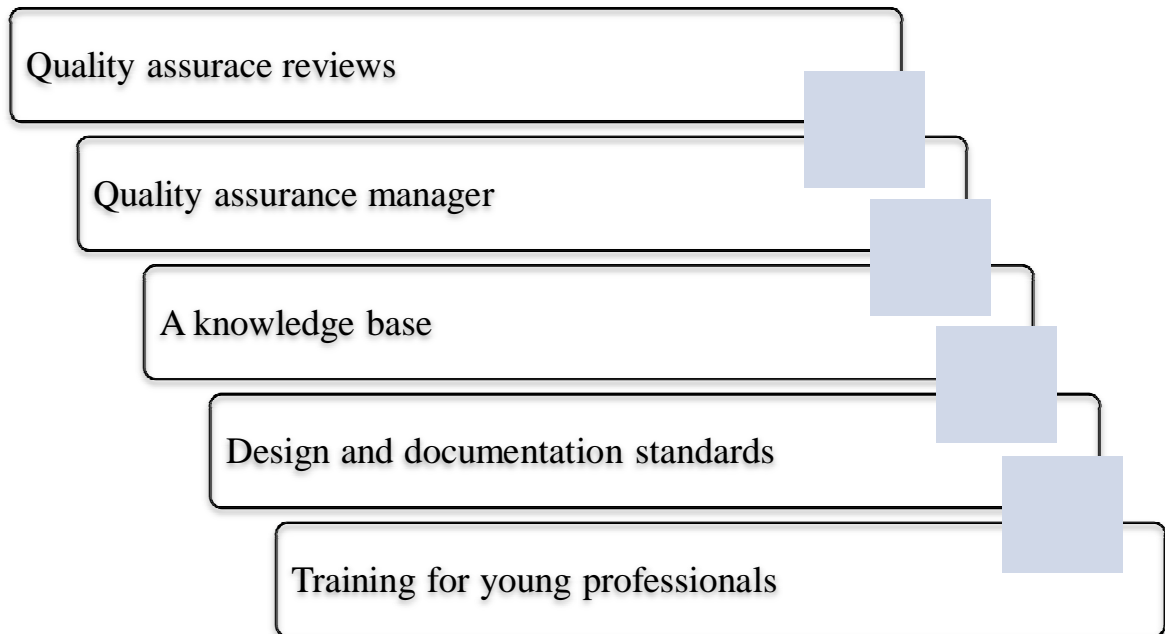 Quality assurace reviews
Quality assurance manager
A knowledge base
Design and documentation standards
Training for young professionals